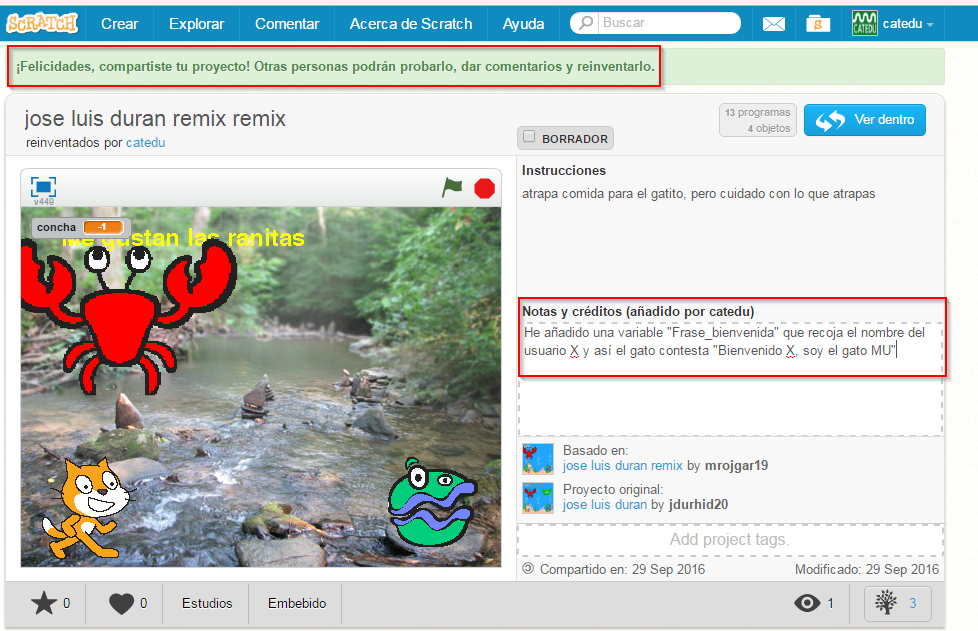 SCRATCH Crear Explorar Comentar Acerca de Scratch Ayuda Buscar CATEDU catedu
¡Felicidades, compartiste tu proyecto! Otras personas podrán probarlo, dar comentarios y reinventarlo.
jose luis duran remix remix
reinventados por catedu
BORRADOR
13 programas
4 objetos
Ver dentro
v449
concha -1
Me gustan las ranitas
Instrucciones
atrapa comida para el gatito, pero cuidado con lo que atrapas
Notas y créditos (añadido por catedu)
He añadido una variable "Frase_bienvenida" que recoja el nombre del
usuario X y así el gato contesta "Bienvenido X, soy el gato MU"
Basado en:
jose luis duran remix by mrojgar19
Proyecto original:
jose luis duran by jdurhid20
Add project tags.
Compartido en: 29 Sep 2016 Modificado: 29 Sep 2016
0 0 Estudios Embebido 1 3